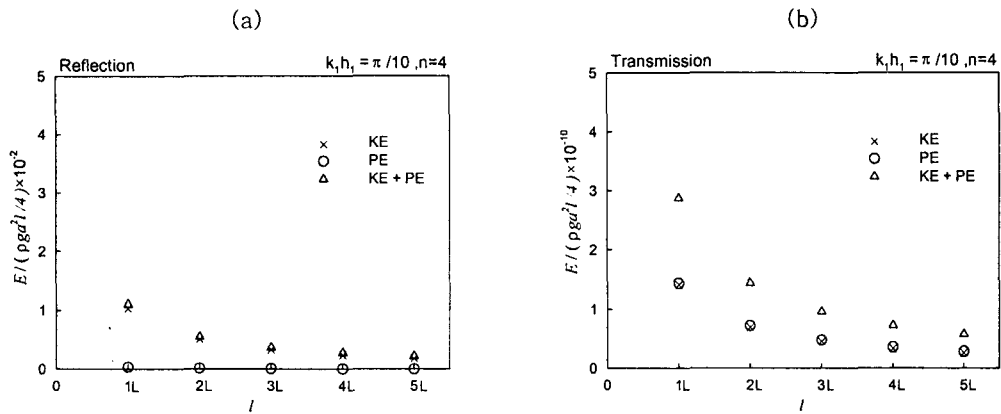 (a)
Reflection
k₁h₁ = π /10 ,n=4
5
4
3
2
1
0
× KE
○ PE
△ KE + PE
E / (ρga²l /4)×10⁻²
0 1L 2L 3L 4L 5L
l
(b)
Transmission
k₁h₁ = π /10 ,n=4
5
4
3
2
1
0
× KE
○ PE
△ KE + PE
E / (ρga²l /4)×10⁻¹⁰
0 1L 2L 3L 4L 5L
l